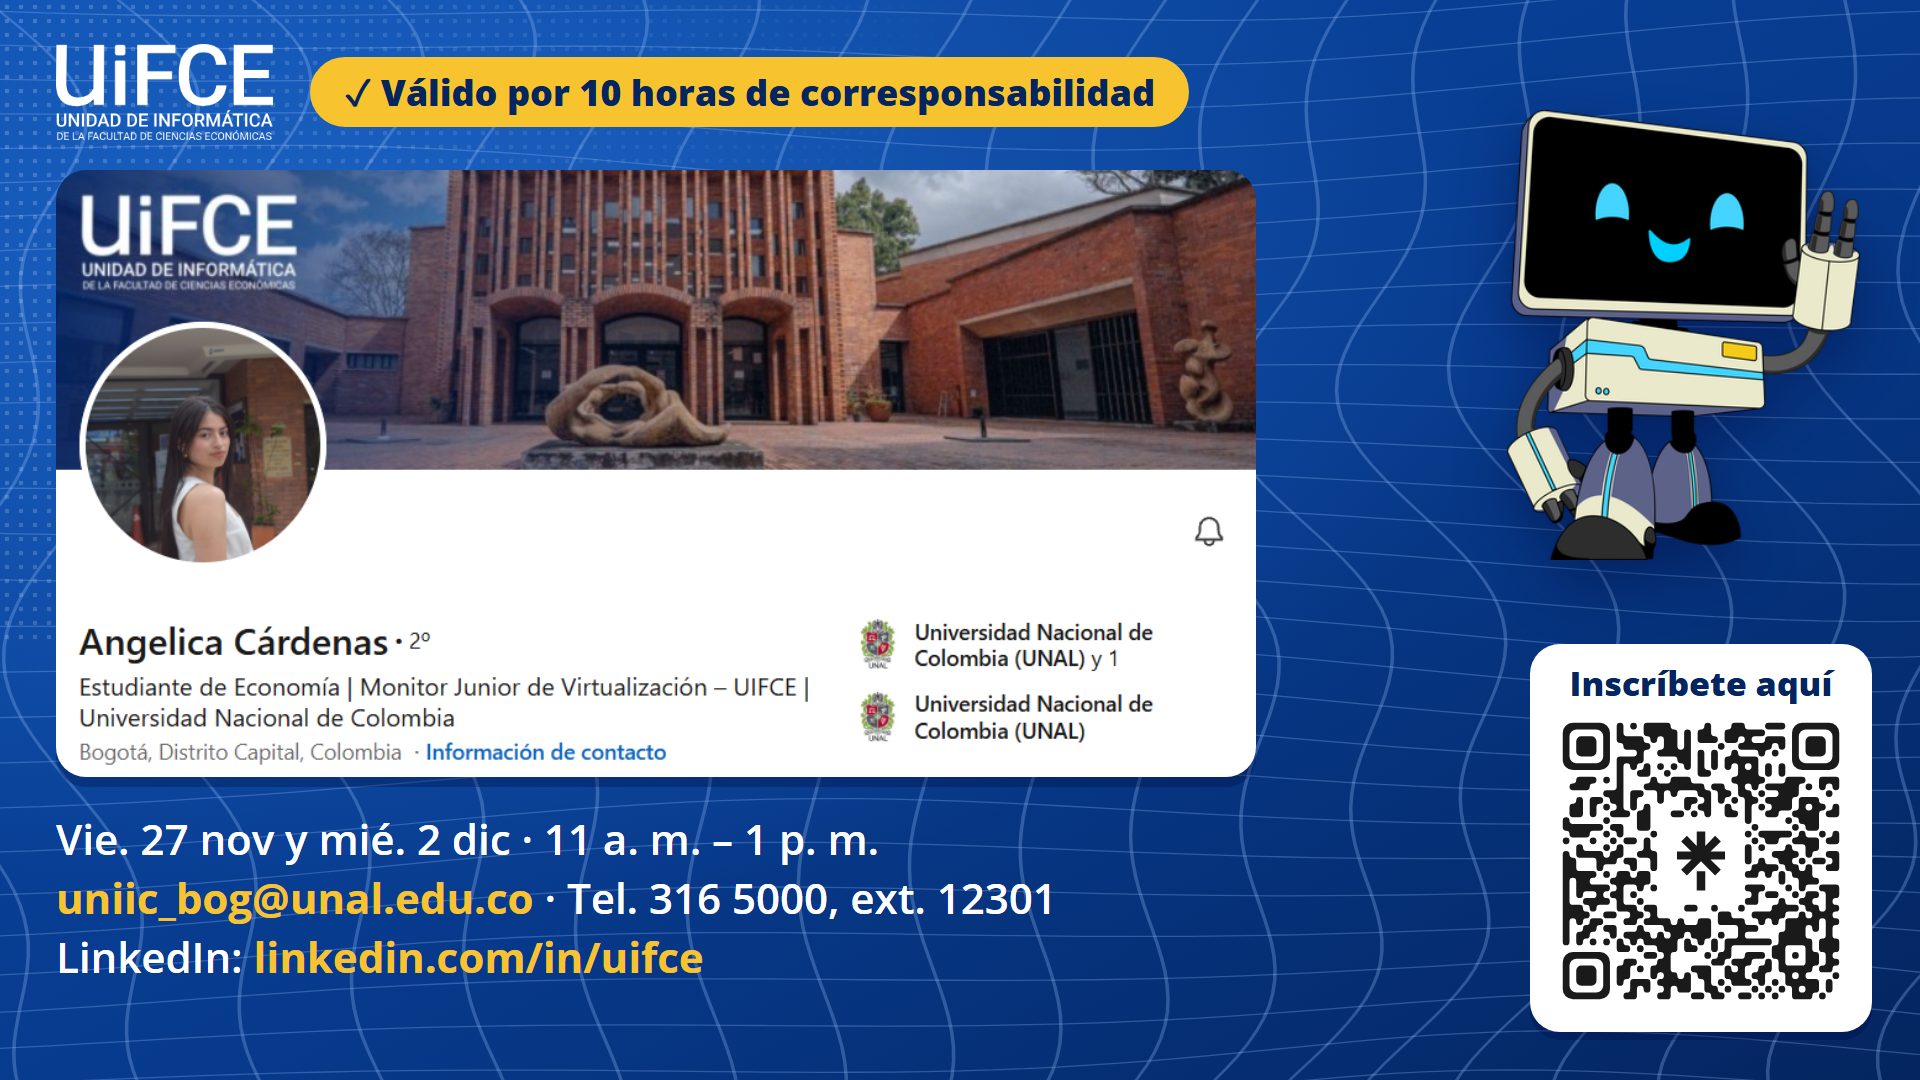 UiFCE
UNIDAD DE INFORMÁTICA
DE LA FACULTAD DE CIENCIAS ECONÓMICAS
✓ Válido por 10 horas de corresponsabilidad
UiFCE
UNIDAD DE INFORMÁTICA
DE LA FACULTAD DE CIENCIAS ECONÓMICAS
Angelica Cárdenas · 2º
Estudiante de Economía | Monitor Junior de Virtualización – UIFCE |
Universidad Nacional de Colombia
Bogotá, Distrito Capital, Colombia · Información de contacto
UNAL
Universidad Nacional de
Colombia (UNAL) y 1
UNAL
Universidad Nacional de
Colombia (UNAL)
Vie. 27 nov y mié. 2 dic · 11 a. m. – 1 p. m.
uniic_bog@unal.edu.co · Tel. 316 5000, ext. 12301
LinkedIn: linkedin.com/in/uifce
Inscríbete aquí